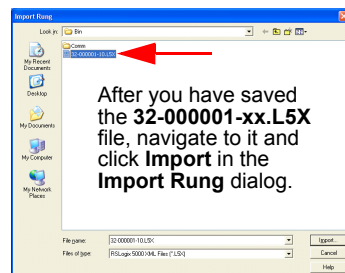 Import Rung
Look in: Bin
Comm
32-000001-10.L5X
My Recent
Documents
Desktop
My Documents
My Computer
My Network
Places
After you have saved
the 32-000001-xx.L5X
file, navigate to it and
click Import in the
Import Rung dialog.
File name: 32-000001-10.L5X Import...
Files of type: RSLogix 5000 XML Files (*.L5X) Cancel
Help